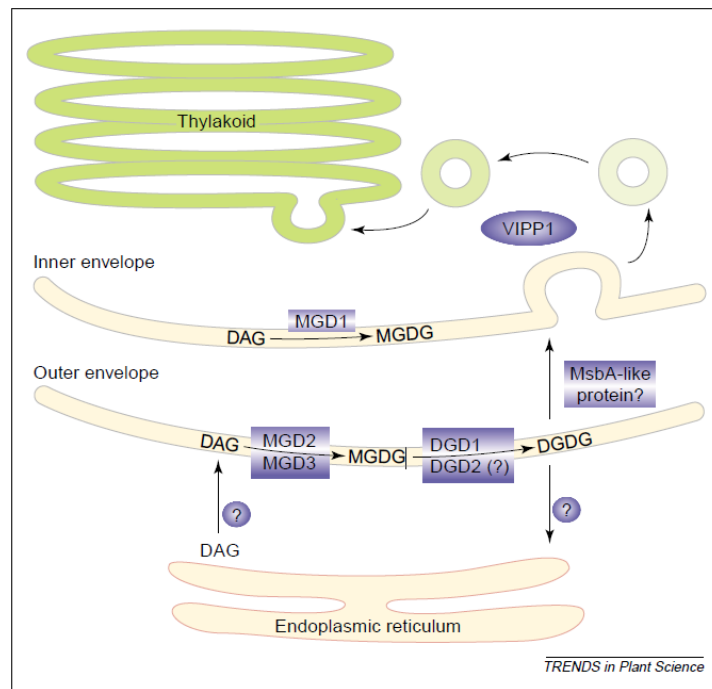 Thylakoid
VIPP1
Inner envelope
MGD1
DAG
MGDG
Outer envelope
MsbA-like
protein?
DAG
MGD2
MGD3
MGDG
DGD1
DGD2 (?)
DGDG
?
?
DAG
Endoplasmic reticulum
TRENDS in Plant Science